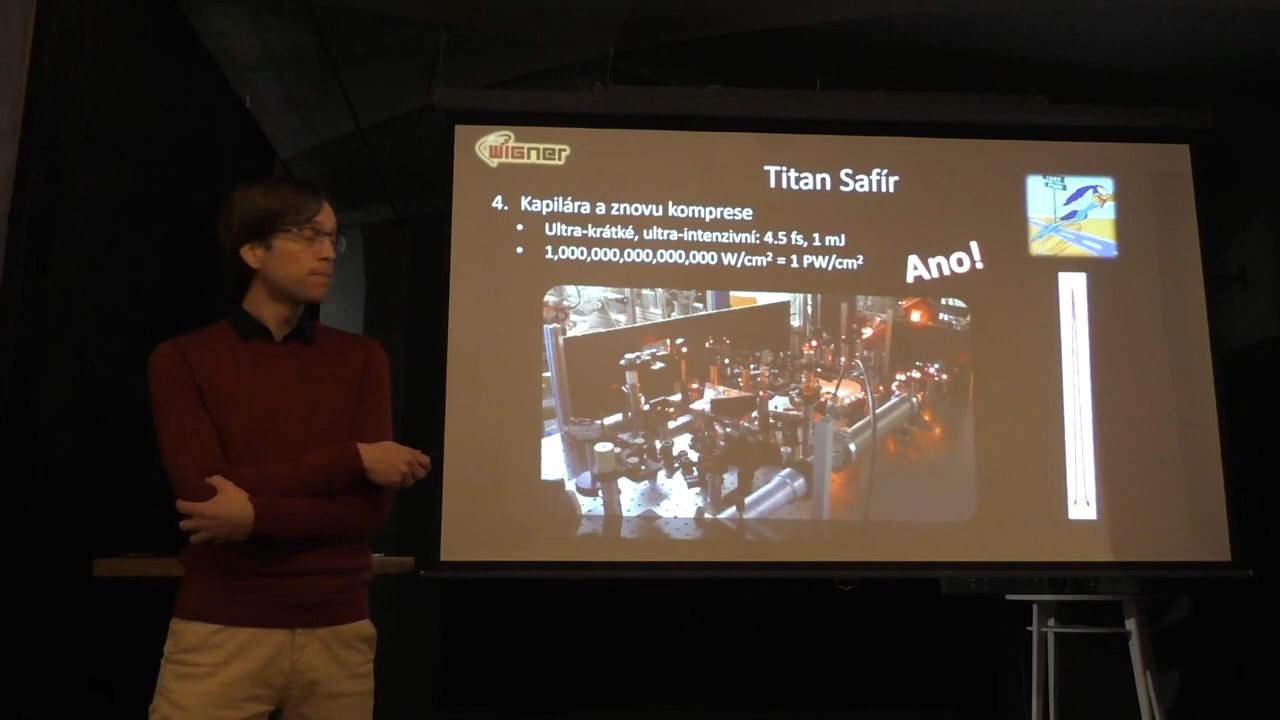 wigner
Titan Safír
4. Kapilára a znovu komprese
• Ultra-krátké, ultra-intenzivní: 4.5 fs, 1 mJ
• 1,000,000,000,000,000 W/cm² = 1 PW/cm²
Ano!